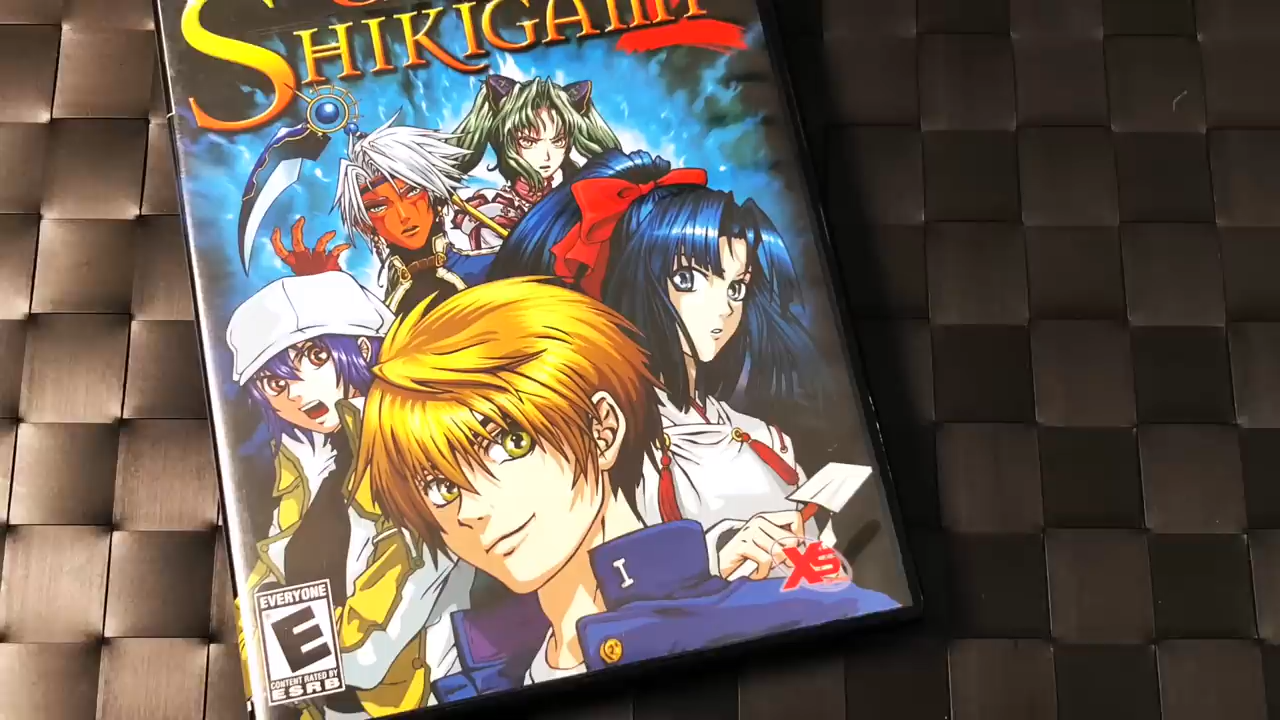 SHIKIGAMI
I
XS
EVERYONE
E
CONTENT RATED BY
ESRB